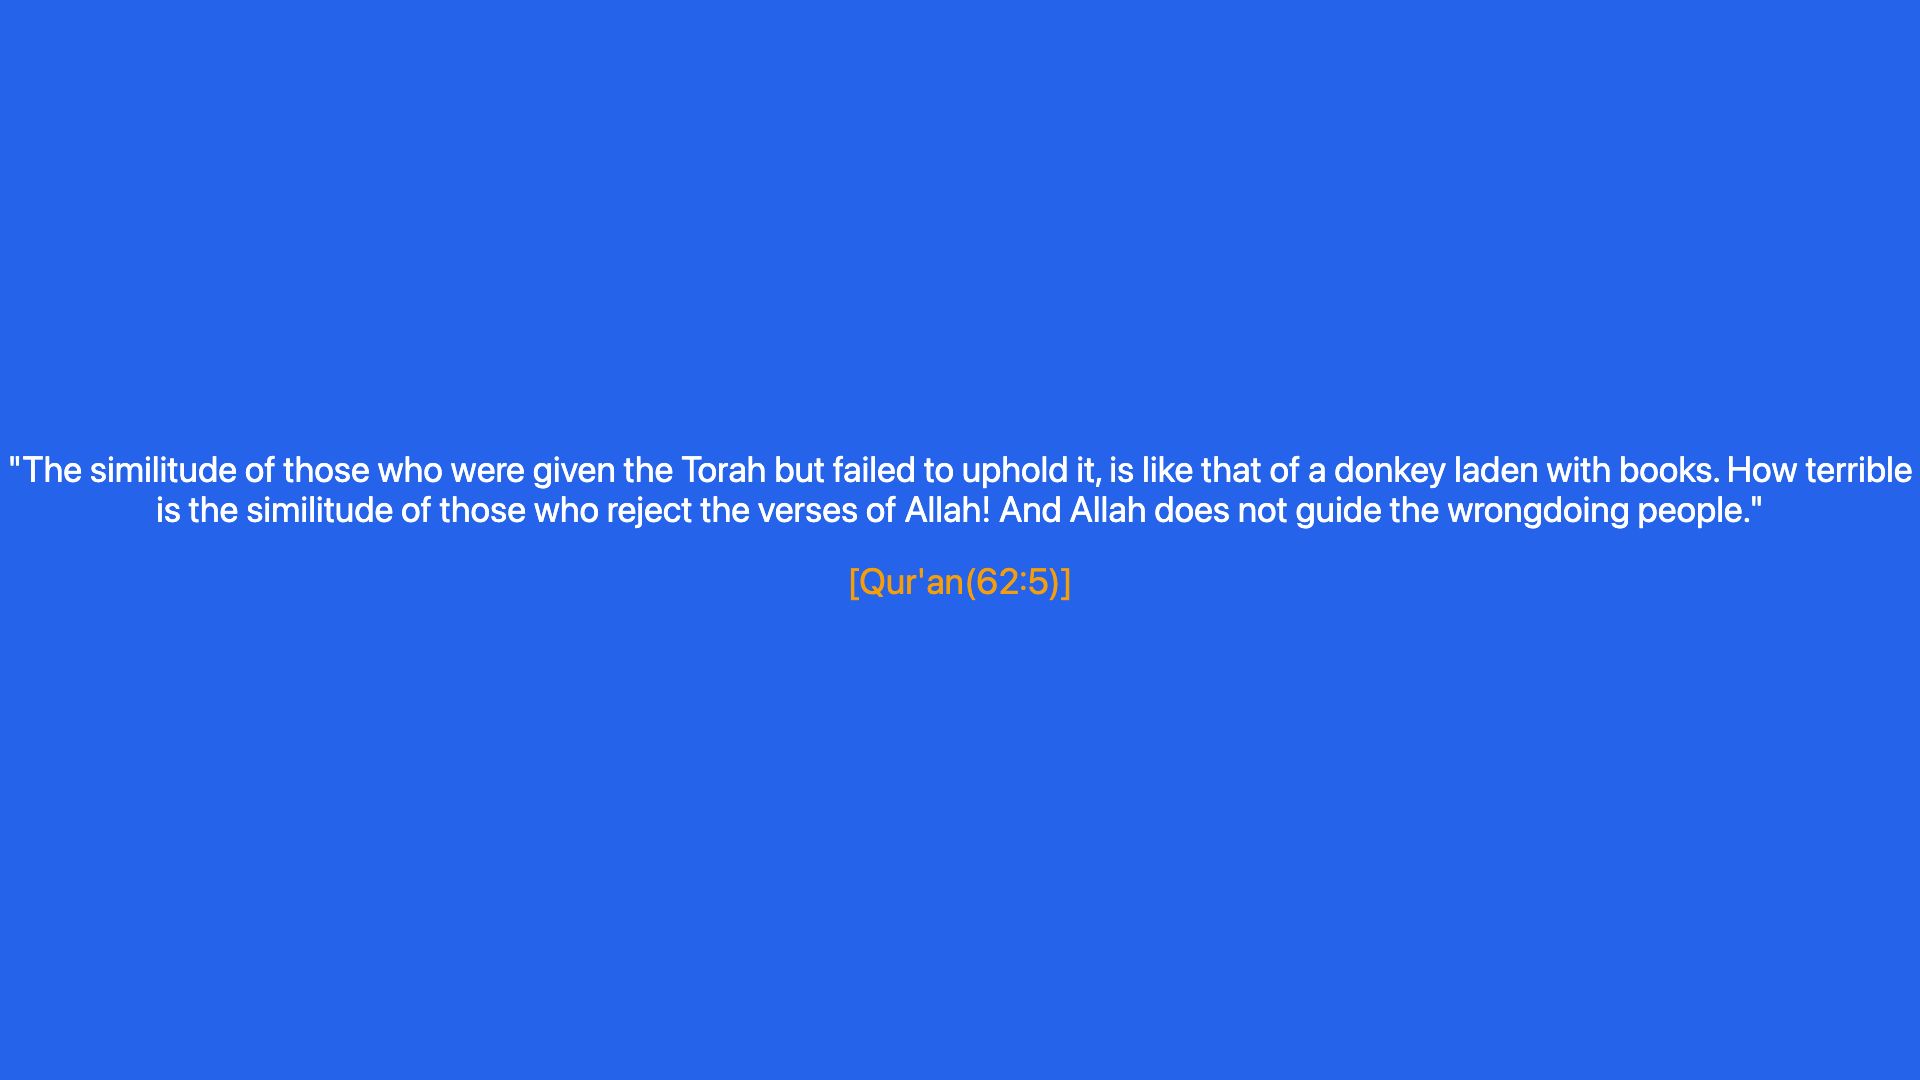 "The similitude of those who were given the Torah but failed to uphold it, is like that of a donkey laden with books. How terrible
is the similitude of those who reject the verses of Allah! And Allah does not guide the wrongdoing people."
[Qur'an(62:5)]